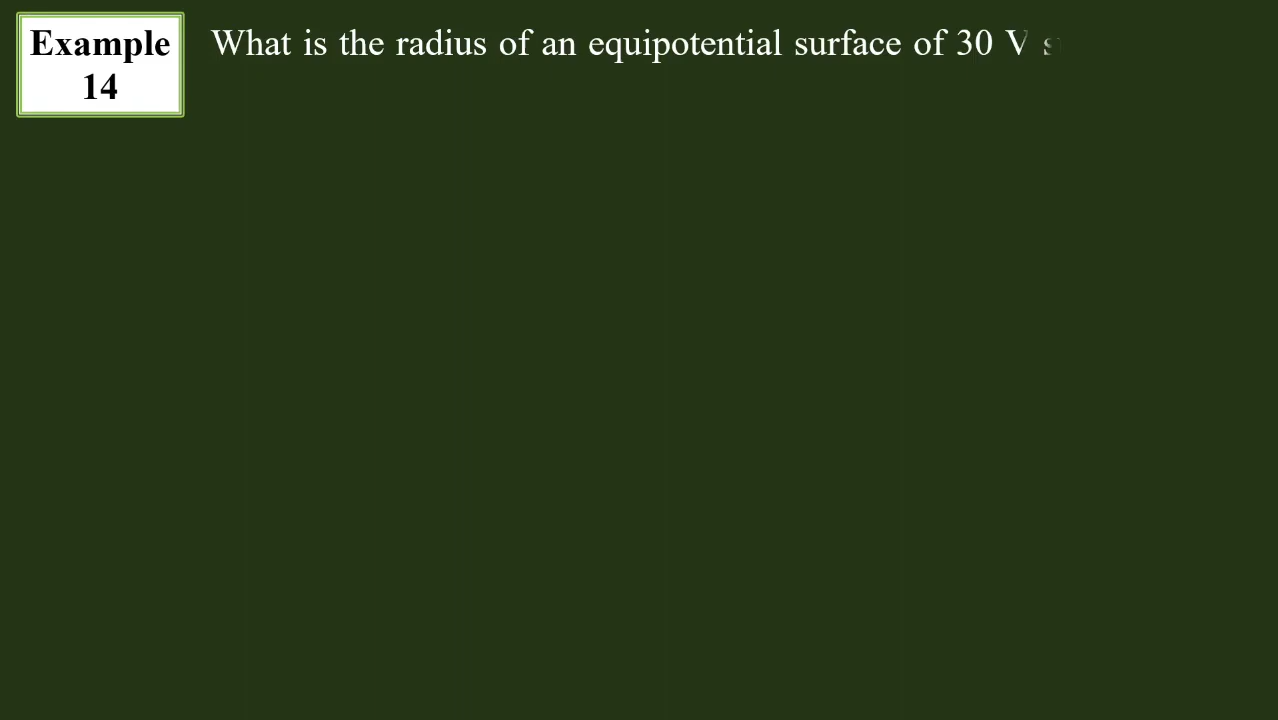 Example
14
What is the radius of an equipotential surface of 30 V